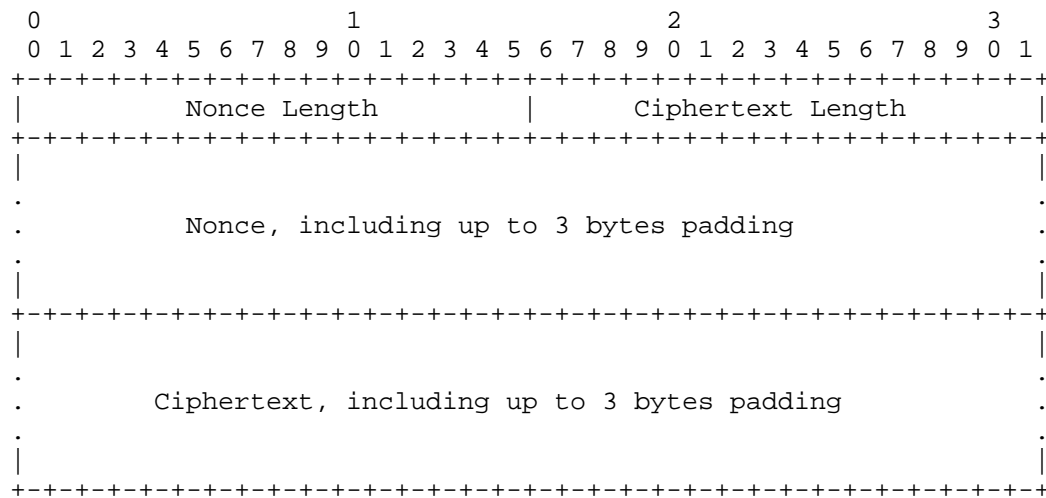 0                   1                   2                   3
 0 1 2 3 4 5 6 7 8 9 0 1 2 3 4 5 6 7 8 9 0 1 2 3 4 5 6 7 8 9 0 1
+-+-+-+-+-+-+-+-+-+-+-+-+-+-+-+-+-+-+-+-+-+-+-+-+-+-+-+-+-+-+-+-+
|          Nonce Length         |      Ciphertext Length        |
+-+-+-+-+-+-+-+-+-+-+-+-+-+-+-+-+-+-+-+-+-+-+-+-+-+-+-+-+-+-+-+-+
|                                                               |
.                                                               .
.          Nonce, including up to 3 bytes padding               .
.                                                               .
|                                                               |
+-+-+-+-+-+-+-+-+-+-+-+-+-+-+-+-+-+-+-+-+-+-+-+-+-+-+-+-+-+-+-+-+
|                                                               |
.                                                               .
.        Ciphertext, including up to 3 bytes padding            .
.                                                               .
|                                                               |
+-+-+-+-+-+-+-+-+-+-+-+-+-+-+-+-+-+-+-+-+-+-+-+-+-+-+-+-+-+-+-+-+